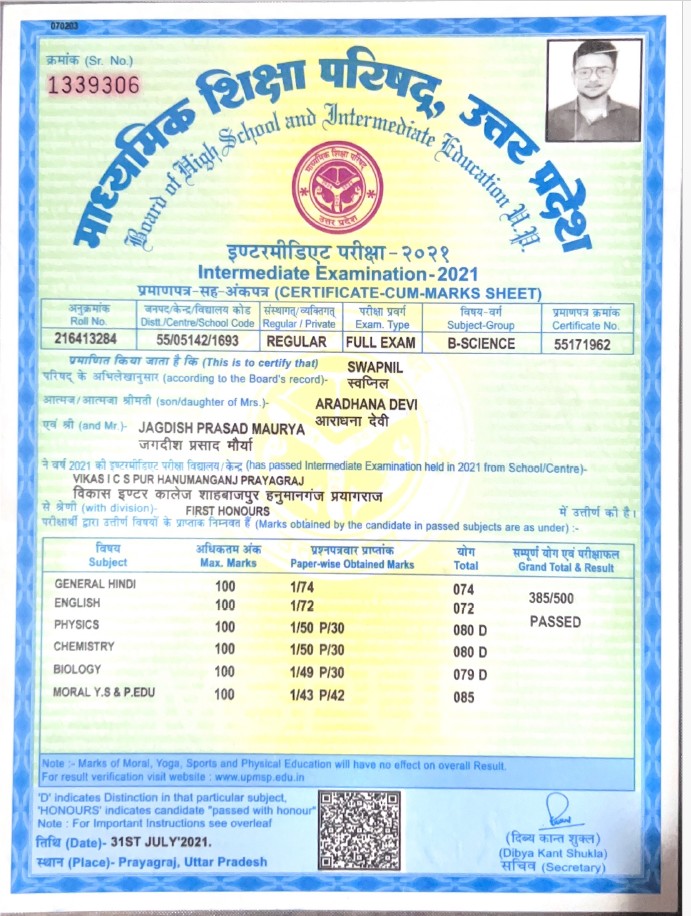 070203
क्रमांक (Sr. No.)
1339306
माध्यमिक शिक्षा परिषद्, उत्तर प्रदेश
Board of High School and Intermediate Education U.P.
माध्यमिक शिक्षा परिषद
उत्तर प्रदेश
इण्टरमीडिएट परीक्षा - २०२१
Intermediate Examination - 2021
प्रमाणपत्र-सह-अंकपत्र (CERTIFICATE-CUM-MARKS SHEET)
अनुक्रमांक जनपद/केन्द्र/विद्यालय कोड संस्थागत/व्यक्तिगत परीक्षा प्रवर्ग विषय-वर्ग प्रमाणपत्र क्रमांक
Roll No. Distt./Centre/School Code Regular / Private Exam. Type Subject-Group Certificate No.
216413284 55/05142/1693 REGULAR FULL EXAM B-SCIENCE 55171962
प्रमाणित किया जाता है कि (This is to certify that) SWAPNIL
परिषद् के अभिलेखानुसार (according to the Board's record)- स्वप्निल
आत्मज/आत्मजा श्रीमती (son/daughter of Mrs.)- ARADHANA DEVI
आराधना देवी
एवं श्री (and Mr.)- JAGDISH PRASAD MAURYA
जगदीश प्रसाद मौर्या
ने वर्ष 2021 की इण्टरमीडिएट परीक्षा विद्यालय/केन्द्र (has passed Intermediate Examination held in 2021 from School/Centre)-
VIKAS I C S PUR HANUMANGANJ PRAYAGRAJ
विकास इण्टर कालेज शाहबाजपुर हनुमानगंज प्रयागराज
से श्रेणी (with division)- FIRST HONOURS में उत्तीर्ण की है।
परीक्षार्थी द्वारा उत्तीर्ण विषयों के प्राप्तांक निम्नवत हैं (Marks obtained by the candidate in passed subjects are as under) :-
विषय अधिकतम अंक प्रश्नपत्रवार प्राप्तांक योग सम्पूर्ण योग एवं परीक्षाफल
Subject Max. Marks Paper-wise Obtained Marks Total Grand Total & Result
GENERAL HINDI 100 1/74 074 385/500
ENGLISH 100 1/72 072
PHYSICS 100 1/50 P/30 080 D PASSED
CHEMISTRY 100 1/50 P/30 080 D
BIOLOGY 100 1/49 P/30 079 D
MORAL Y.S & P.EDU 100 1/43 P/42 085
Note :- Marks of Moral, Yoga, Sports and Physical Education will have no effect on overall Result.
For result verification visit website : www.upmsp.edu.in
'D' indicates Distinction in that particular subject,
'HONOURS' indicates candidate "passed with honour"
Note : For Important Instructions see overleaf
तिथि (Date)- 31ST JULY'2021.
स्थान (Place)- Prayagraj, Uttar Pradesh
(दिब्य कान्त शुक्ल)
(Dibya Kant Shukla)
सचिव (Secretary)